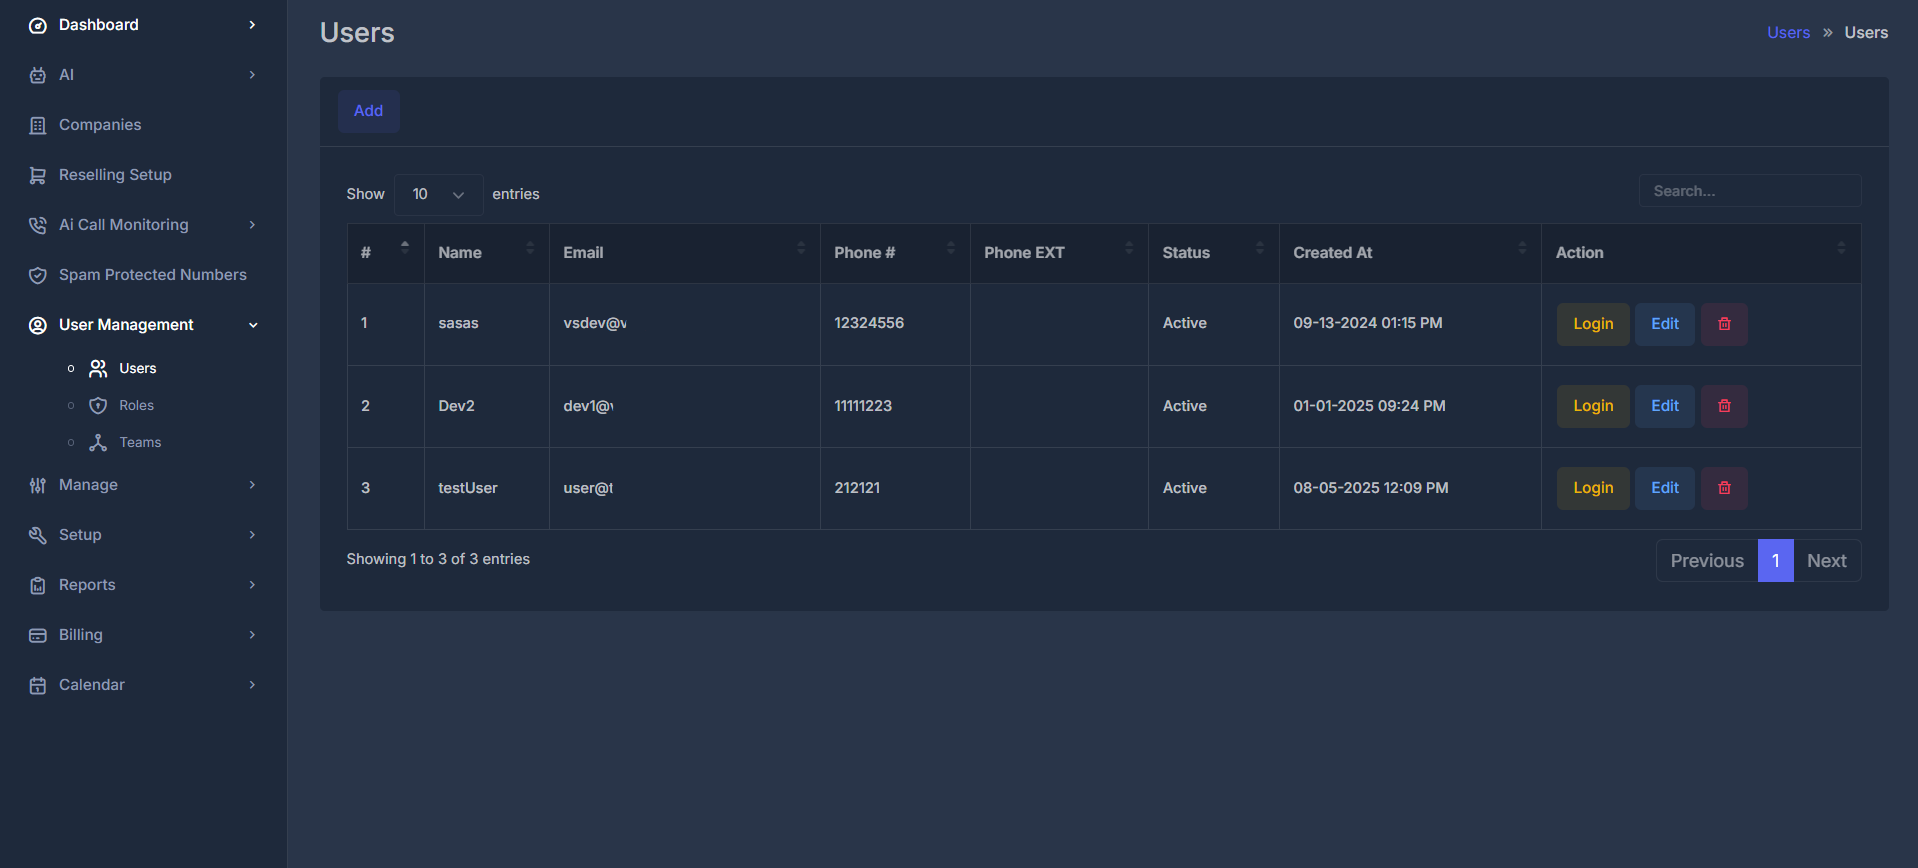 Dashboard
AI
Companies
Reselling Setup
Ai Call Monitoring
Spam Protected Numbers
User Management
Users
Roles
Teams
Manage
Setup
Reports
Billing
Calendar
Users
Users » Users
Add
Show 10 entries
Search...
# Name Email Phone # Phone EXT Status Created At Action
1 sasas vsdev@v 12324556 Active 09-13-2024 01:15 PM Login Edit
2 Dev2 dev1@ 11111223 Active 01-01-2025 09:24 PM Login Edit
3 testUser user@t 212121 Active 08-05-2025 12:09 PM Login Edit
Showing 1 to 3 of 3 entries
Previous 1 Next